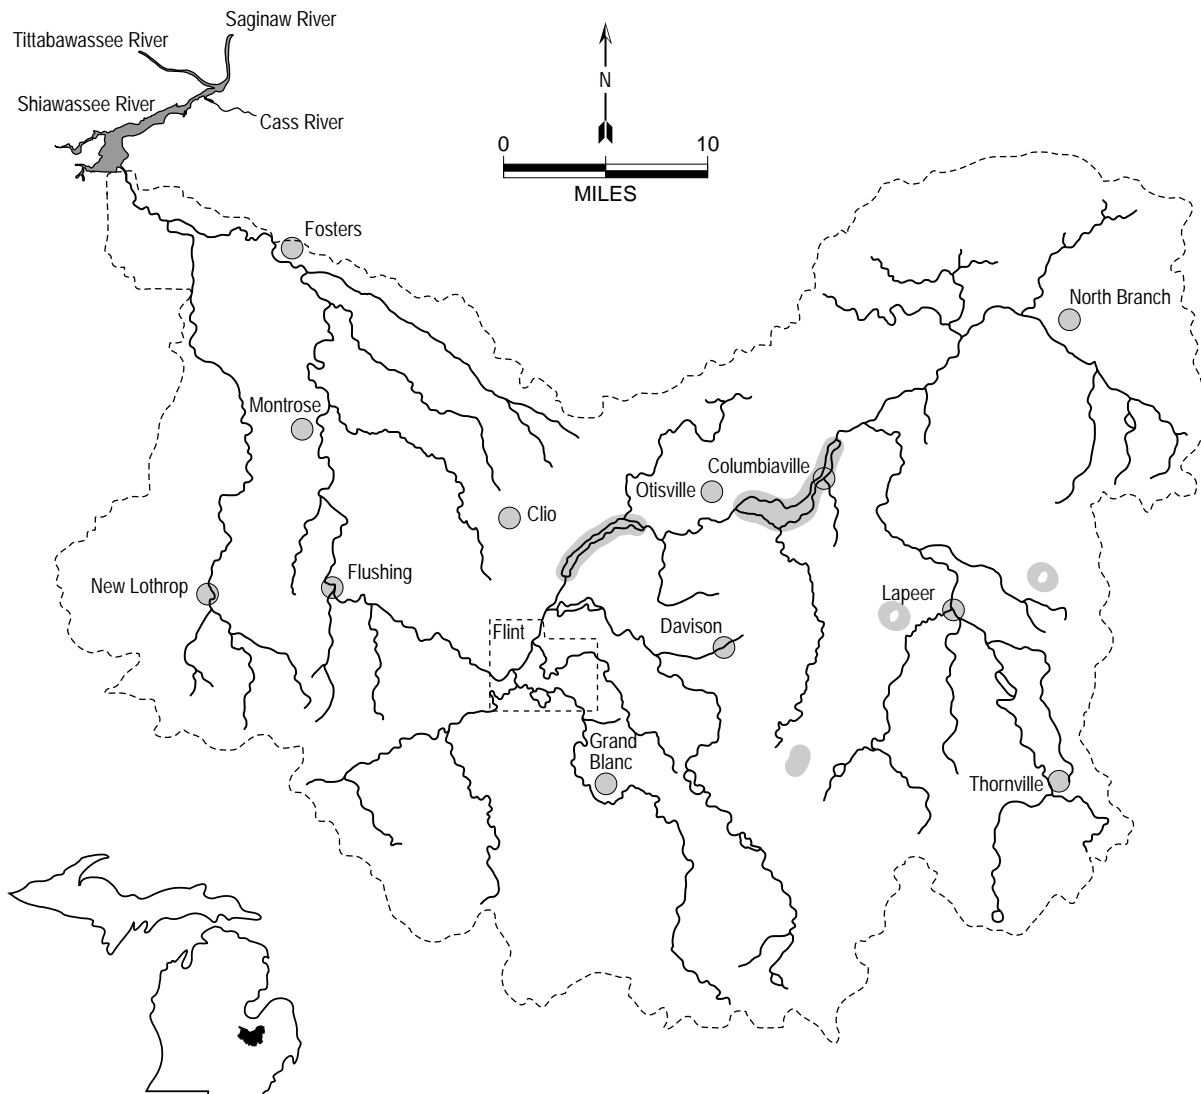 Saginaw River
Tittabawassee River
Shiawassee River
Cass River
N
0 10
MILES
Fosters
North Branch
Montrose
Columbiaville
Otisville
Clio
New Lothrop
Flushing
Lapeer
Flint
Davison
Grand
Blanc
Thornville